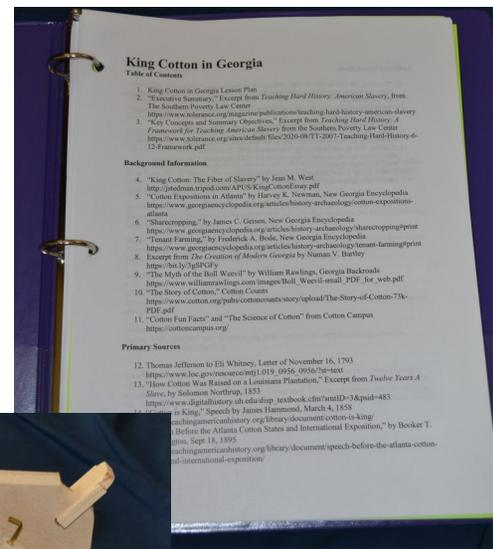 King Cotton in Georgia
Table of Contents
1. King Cotton in Georgia Lesson Plan
2. "Executive Summary," Excerpt from Teaching Hard History: American Slavery, from
The Southern Poverty Law Center
https://www.tolerance.org/magazine/publications/teaching-hard-history-american-slavery
3. "Key Concepts and Summary Objectives," Excerpt from Teaching Hard History: A
Framework for Teaching American Slavery from the Southern Poverty Law Center
https://www.tolerance.org/sites/default/files/2020-08/TT-2007-Teaching-Hard-History-6-
12-Framework.pdf
Background Information
4. "King Cotton: The Fiber of Slavery" by Jean M. West
http://jstedman.tripod.com/APUS/KingCottonEssay.pdf
5. "Cotton Expositions in Atlanta" by Harvey K. Newman, New Georgia Encyclopedia
https://www.georgiaencyclopedia.org/articles/history-archaeology/cotton-expositions-
atlanta
6. "Sharecropping," by James C. Geisen, New Georgia Encyclopedia
https://www.georgiaencyclopedia.org/articles/history-archaeology/sharecropping#print
7. "Tenant Farming," by Frederick A. Bode, New Georgia Encyclopedia
https://www.georgiaencyclopedia.org/articles/history-archaeology/tenant-farming#print
8. Excerpt from The Creation of Modern Georgia by Numan V. Bartley
https://bit.ly/3gSPGFy
9. "The Myth of the Boll Weevil" by William Rawlings, Georgia Backroads
https://www.williamrawlings.com/images/Boll_Weevil-small_PDF_for_web.pdf
10. "The Story of Cotton," Cotton Counts
https://www.cotton.org/pubs/cottoncounts/story/upload/The-Story-of-Cotton-73k-
PDF.pdf
11. "Cotton Fun Facts" and "The Science of Cotton" from Cotton Campus
https://cottoncampus.org/
Primary Sources
12. Thomas Jefferson to Eli Whitney, Letter of November 16, 1793
https://www.loc.gov/resource/mtj1.019_0956_0956/?st=text
13. "How Cotton Was Raised on a Louisiana Plantation," Excerpt from Twelve Years A
Slave, by Solomon Northrup, 1853
https://www.digitalhistory.uh.edu/disp_textbook.cfm?smtID=3&psid=483
is King," Speech by James Hammond, March 4, 1858
eachingamericanhistory.org/library/document/cotton-is-king/
Before the Atlanta Cotton States and International Exposition," by Booker T.
gton, Sept 18, 1895
eachingamericanhistory.org/library/document/speech-before-the-atlanta-cotton-
nd-international-exposition/